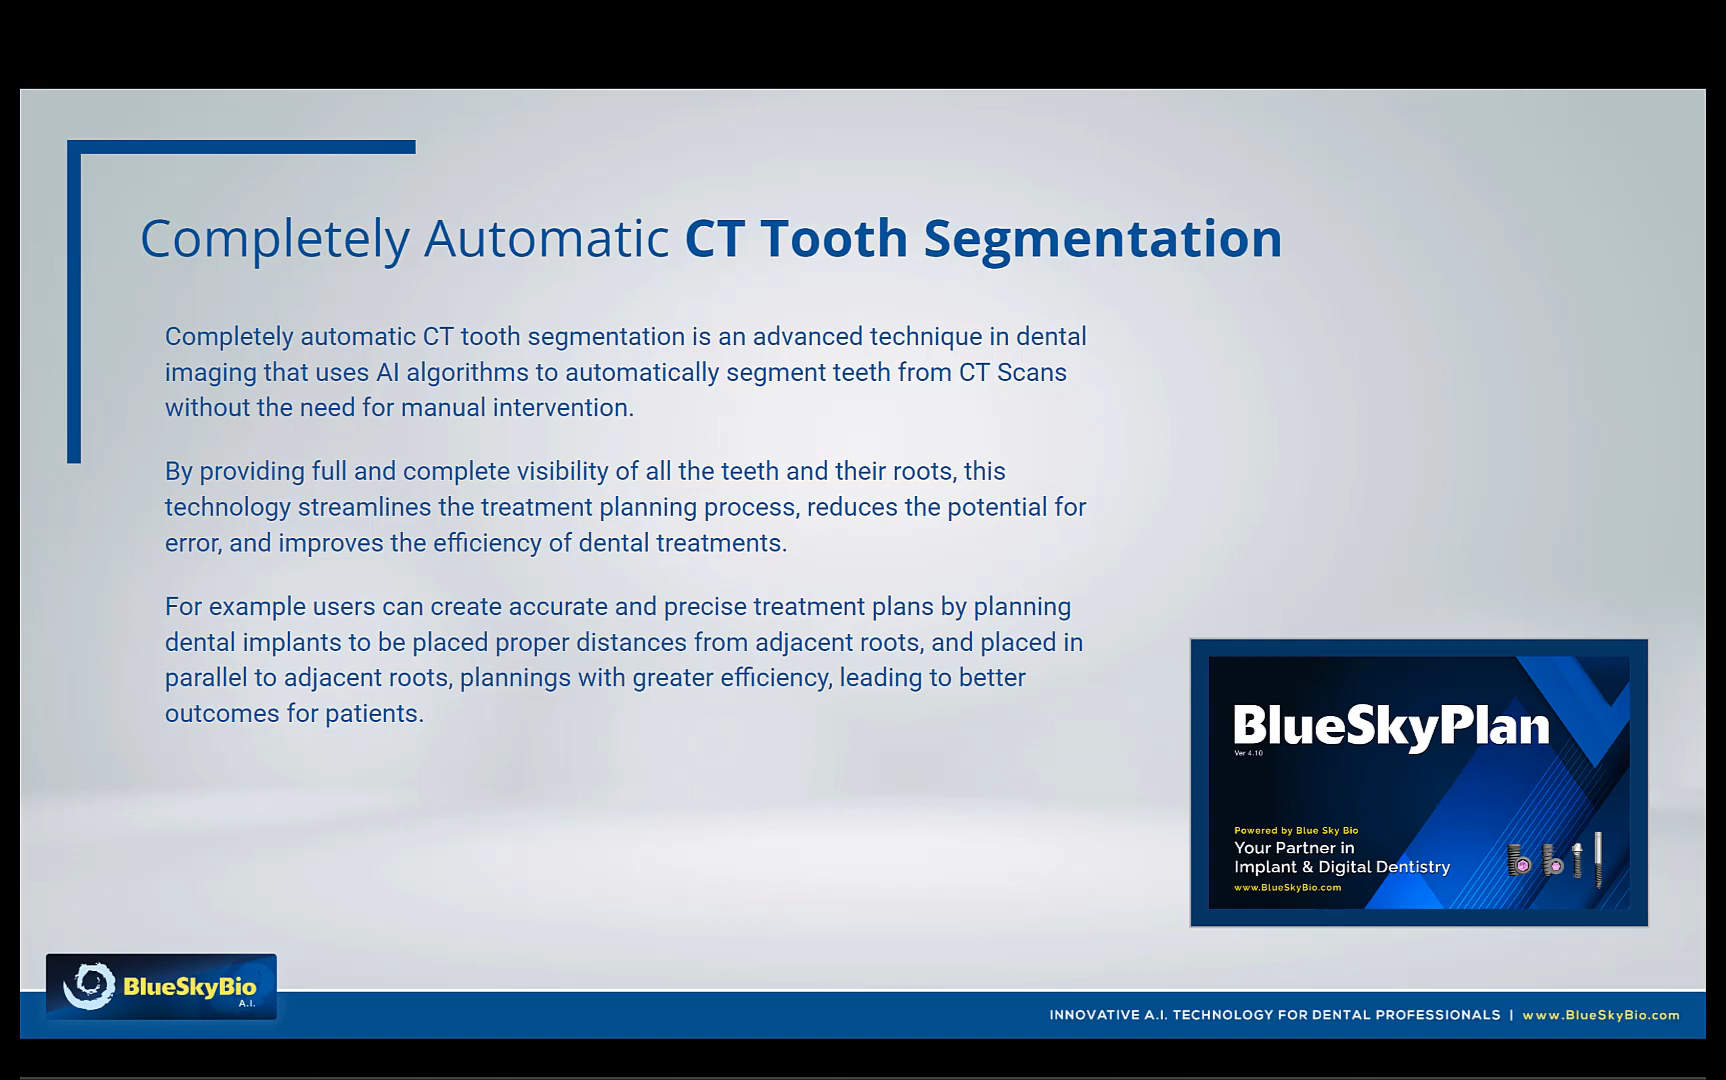 Completely Automatic CT Tooth Segmentation
Completely automatic CT tooth segmentation is an advanced technique in dental
imaging that uses AI algorithms to automatically segment teeth from CT Scans
without the need for manual intervention.
By providing full and complete visibility of all the teeth and their roots, this
technology streamlines the treatment planning process, reduces the potential for
error, and improves the efficiency of dental treatments.
For example users can create accurate and precise treatment plans by planning
dental implants to be placed proper distances from adjacent roots, and placed in
parallel to adjacent roots, plannings with greater efficiency, leading to better
outcomes for patients.
BlueSkyPlan
Ver 4.10
Powered by Blue Sky Bio
Your Partner in
Implant & Digital Dentistry
www.BlueSkyBio.com
BlueSkyBio
A.I.
INNOVATIVE A.I. TECHNOLOGY FOR DENTAL PROFESSIONALS | www.BlueSkyBio.com